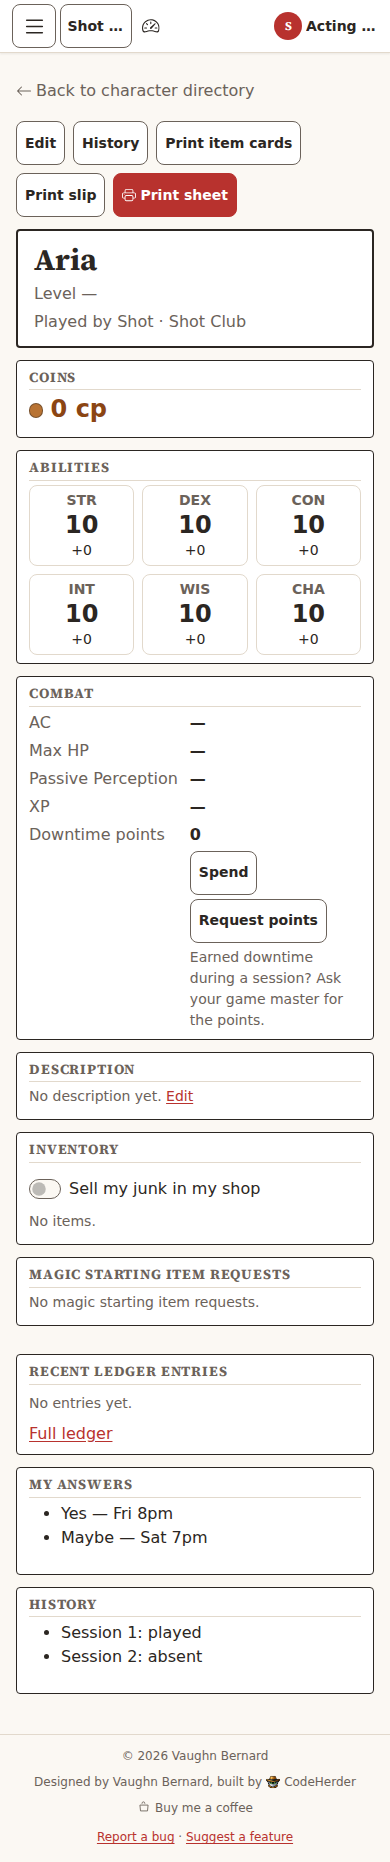 Shot ...
S Acting ...
← Back to character directory
Edit
History
Print item cards
Print slip
Print sheet
Aria
Level —
Played by Shot · Shot Club
COINS
0 cp
ABILITIES
STR DEX CON
10 10 10
+0 +0 +0
INT WIS CHA
10 10 10
+0 +0 +0
COMBAT
AC —
Max HP —
Passive Perception —
XP —
Downtime points 0
Spend
Request points
Earned downtime
during a session? Ask
your game master for
the points.
DESCRIPTION
No description yet. Edit
INVENTORY
Sell my junk in my shop
No items.
MAGIC STARTING ITEM REQUESTS
No magic starting item requests.
RECENT LEDGER ENTRIES
No entries yet.
Full ledger
MY ANSWERS
• Yes — Fri 8pm
• Maybe — Sat 7pm
HISTORY
• Session 1: played
• Session 2: absent
© 2026 Vaughn Bernard
Designed by Vaughn Bernard, built by CodeHerder
Buy me a coffee
Report a bug · Suggest a feature